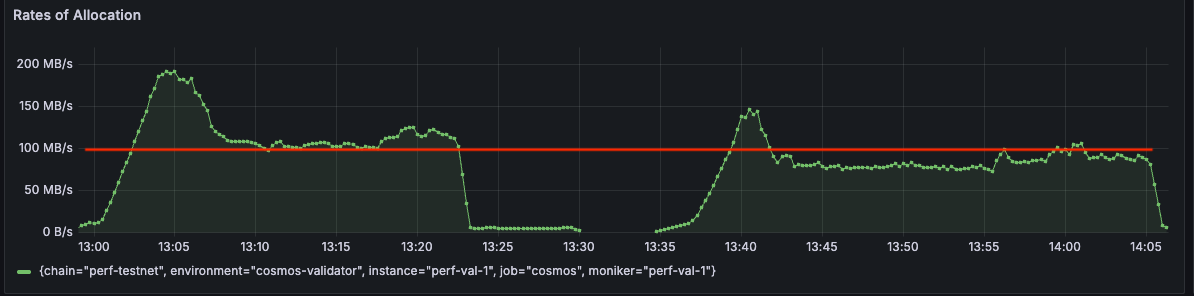 Rates of Allocation
200 MB/s
150 MB/s
100 MB/s
50 MB/s
0 B/s
13:00 13:05 13:10 13:15 13:20 13:25 13:30 13:35 13:40 13:45 13:50 13:55 14:00 14:05
{chain="perf-testnet", environment="cosmos-validator", instance="perf-val-1", job="cosmos", moniker="perf-val-1"}